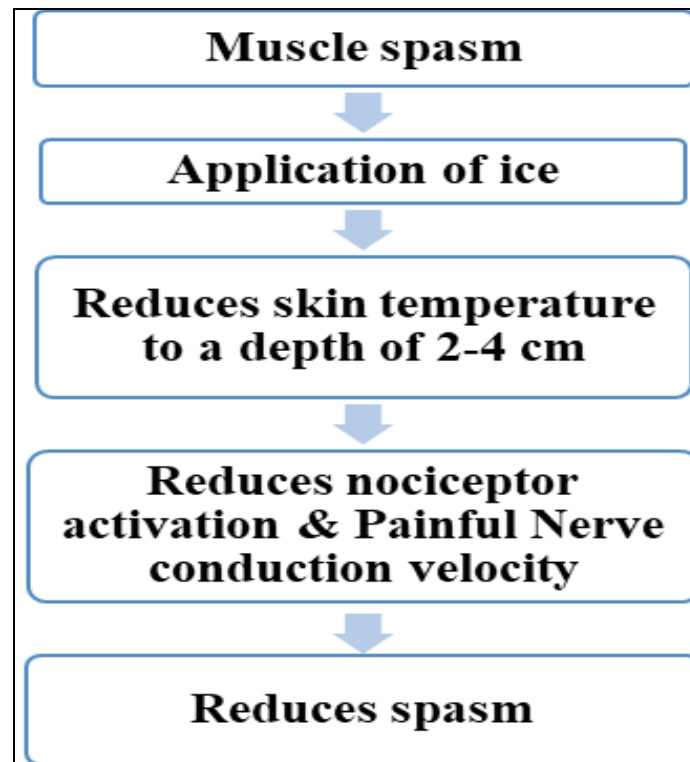 Muscle spasm
Application of ice
Reduces skin temperature
to a depth of 2-4 cm
Reduces nociceptor
activation & Painful Nerve
conduction velocity
Reduces spasm